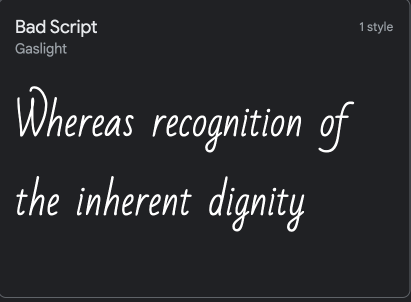 Bad Script
1 style
Gaslight
Whereas recognition of
the inherent dignity